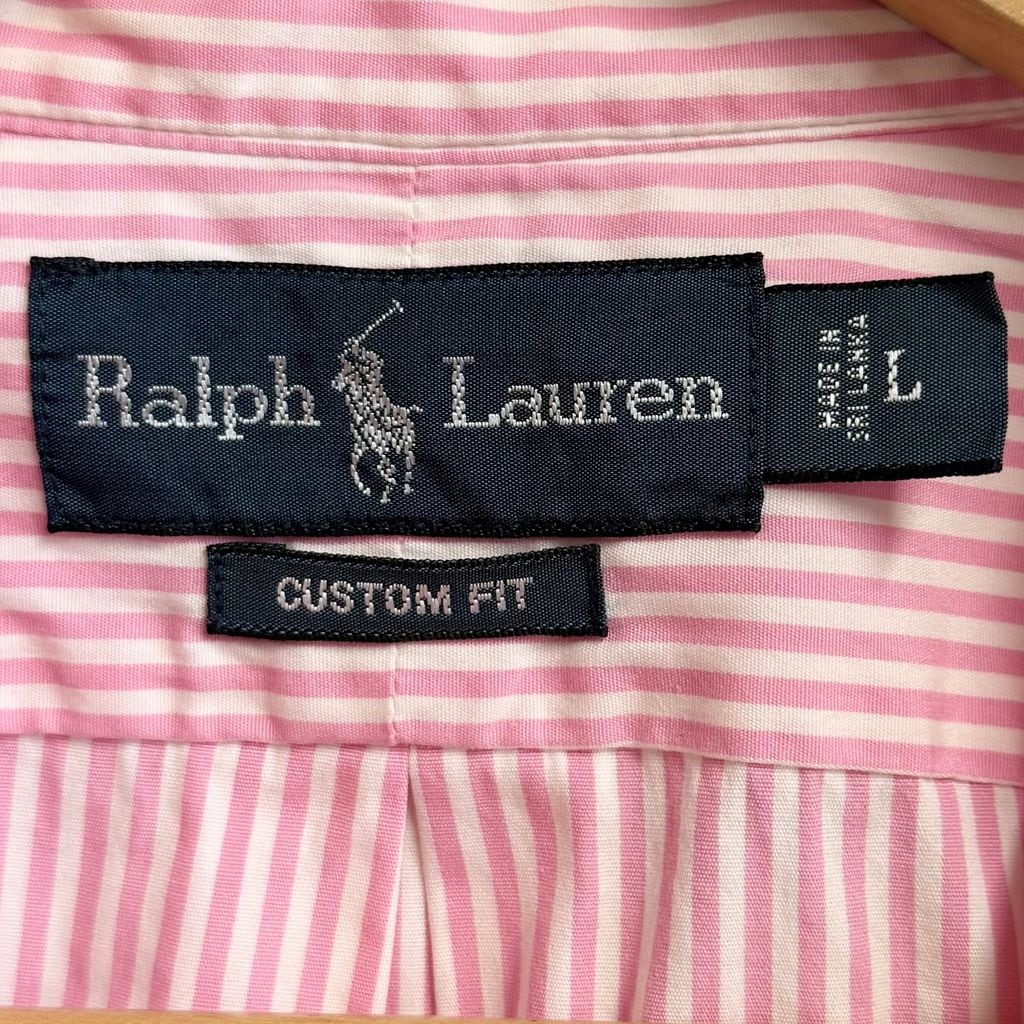 Ralph Lauren
MADE IN
SRI LANKA
L
CUSTOM FIT